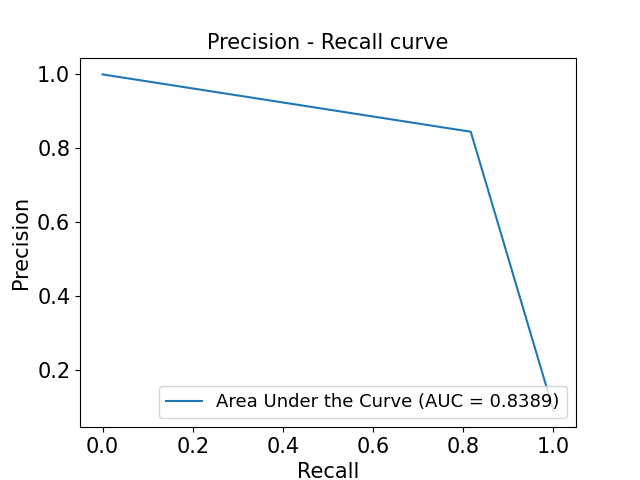 Precision - Recall curve
1.0
0.8
0.6
0.4
0.2
Precision
Area Under the Curve (AUC = 0.8389)
0.0 0.2 0.4 0.6 0.8 1.0
Recall